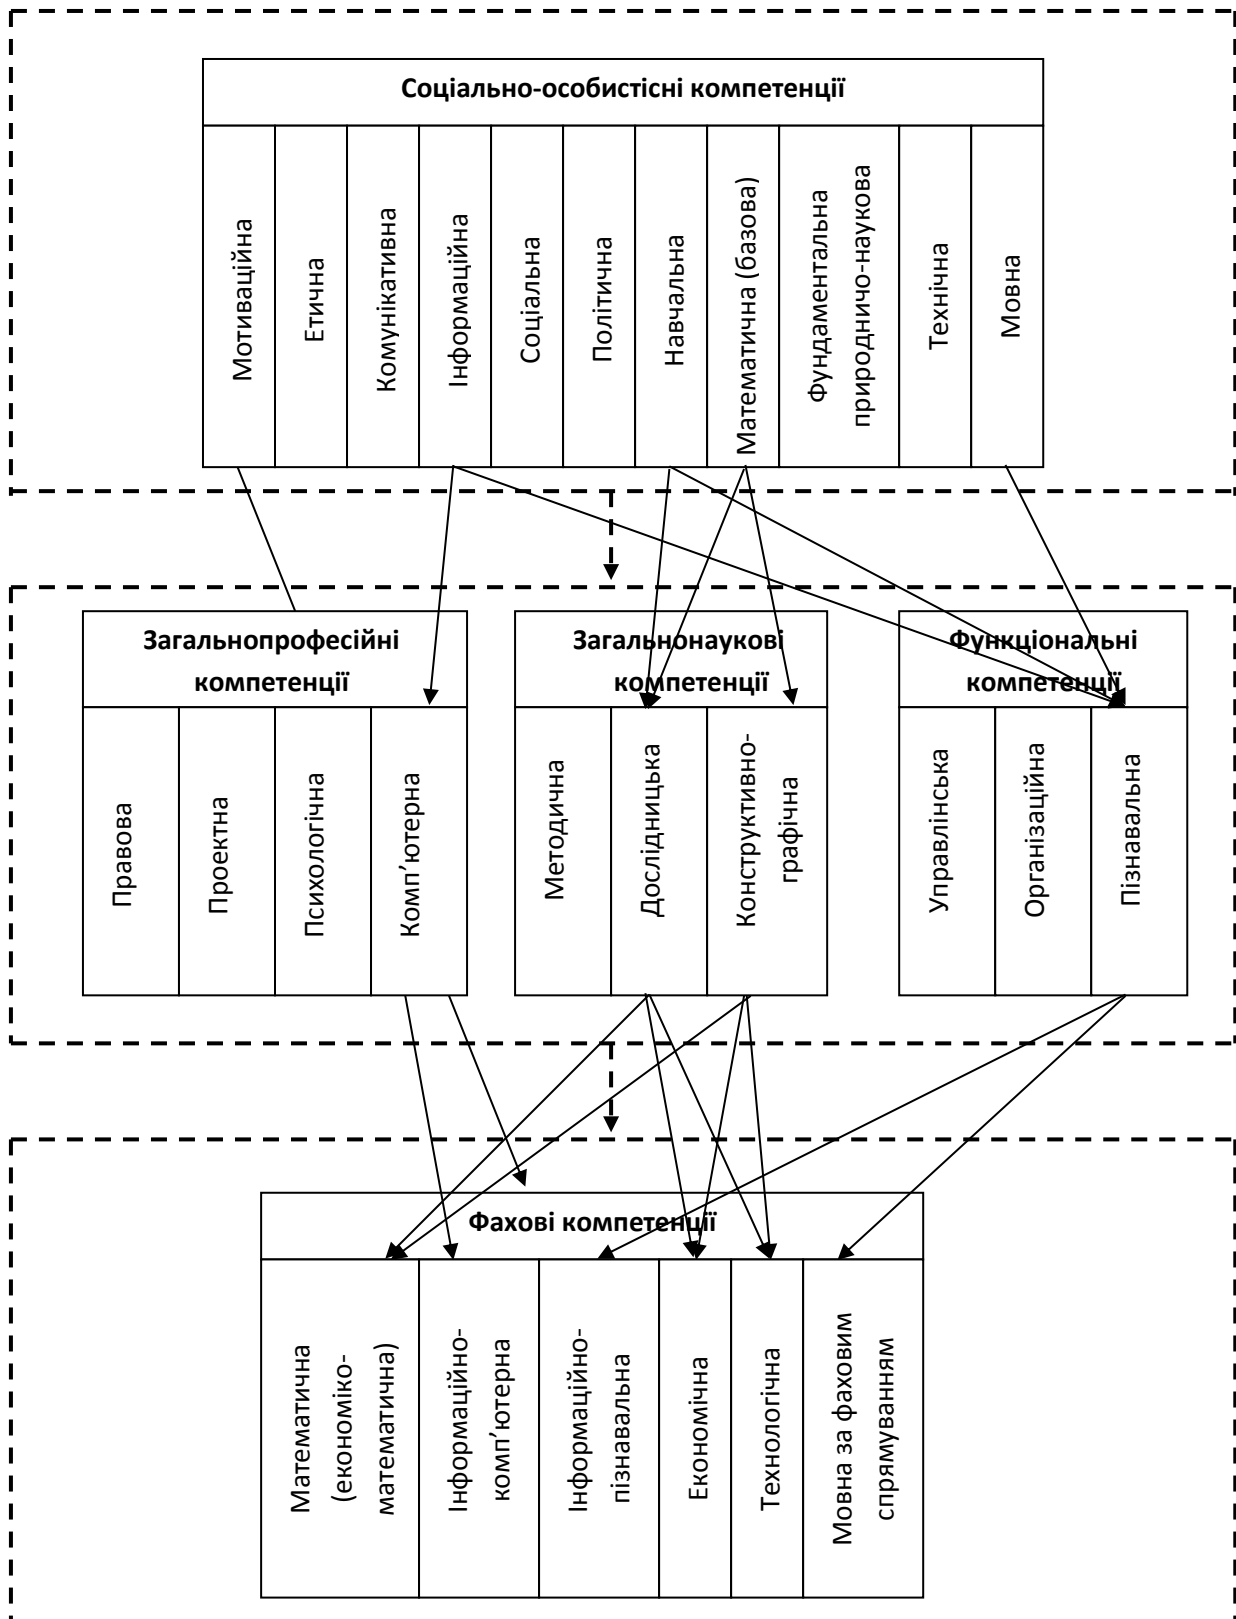 Соціально-особистісні компетенції
Мотиваційна
Етична
Комунікативна
Інформаційна
Соціальна
Політична
Навчальна
Математична (базова)
Фундаментальна
природничо-наукова
Технічна
Мовна
Загальнопрофесійні
компетенції
Правова
Проектна
Психологічна
Комп’ютерна
Загальнонаукові
компетенції
Методична
Дослідницька
Конструктивно-
графічна
Функціональні
компетенції
Управлінська
Організаційна
Пізнавальна
Фахові компетенції
Математична
(економіко-
математична)
Інформаційно-
комп’ютерна
Інформаційно-
пізнавальна
Економічна
Технологічна
Мовна за фаховим
спрямуванням